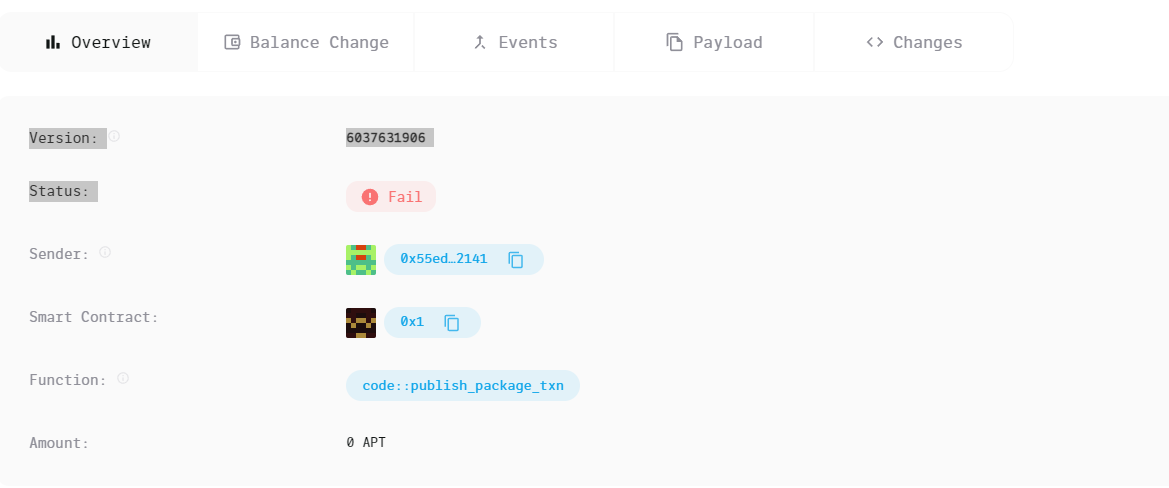 Overview Balance Change Events Payload Changes
Version: 6037631906
Status: Fail
Sender: 0x55ed…2141
Smart Contract: 0x1
Function: code::publish_package_txn
Amount: 0 APT